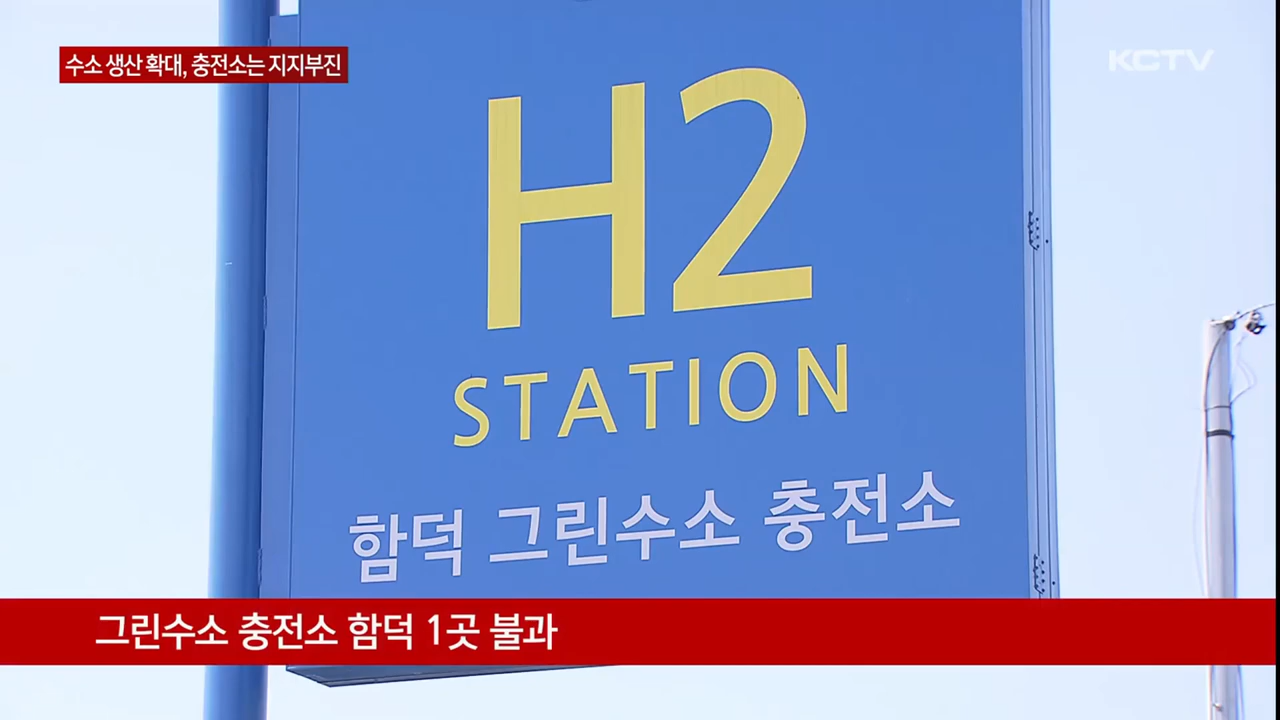 수소 생산 확대, 충전소는 지지부진
KCTV
H2
STATION
함덕 그린수소 충전소
그린수소 충전소 함덕 1곳 불과